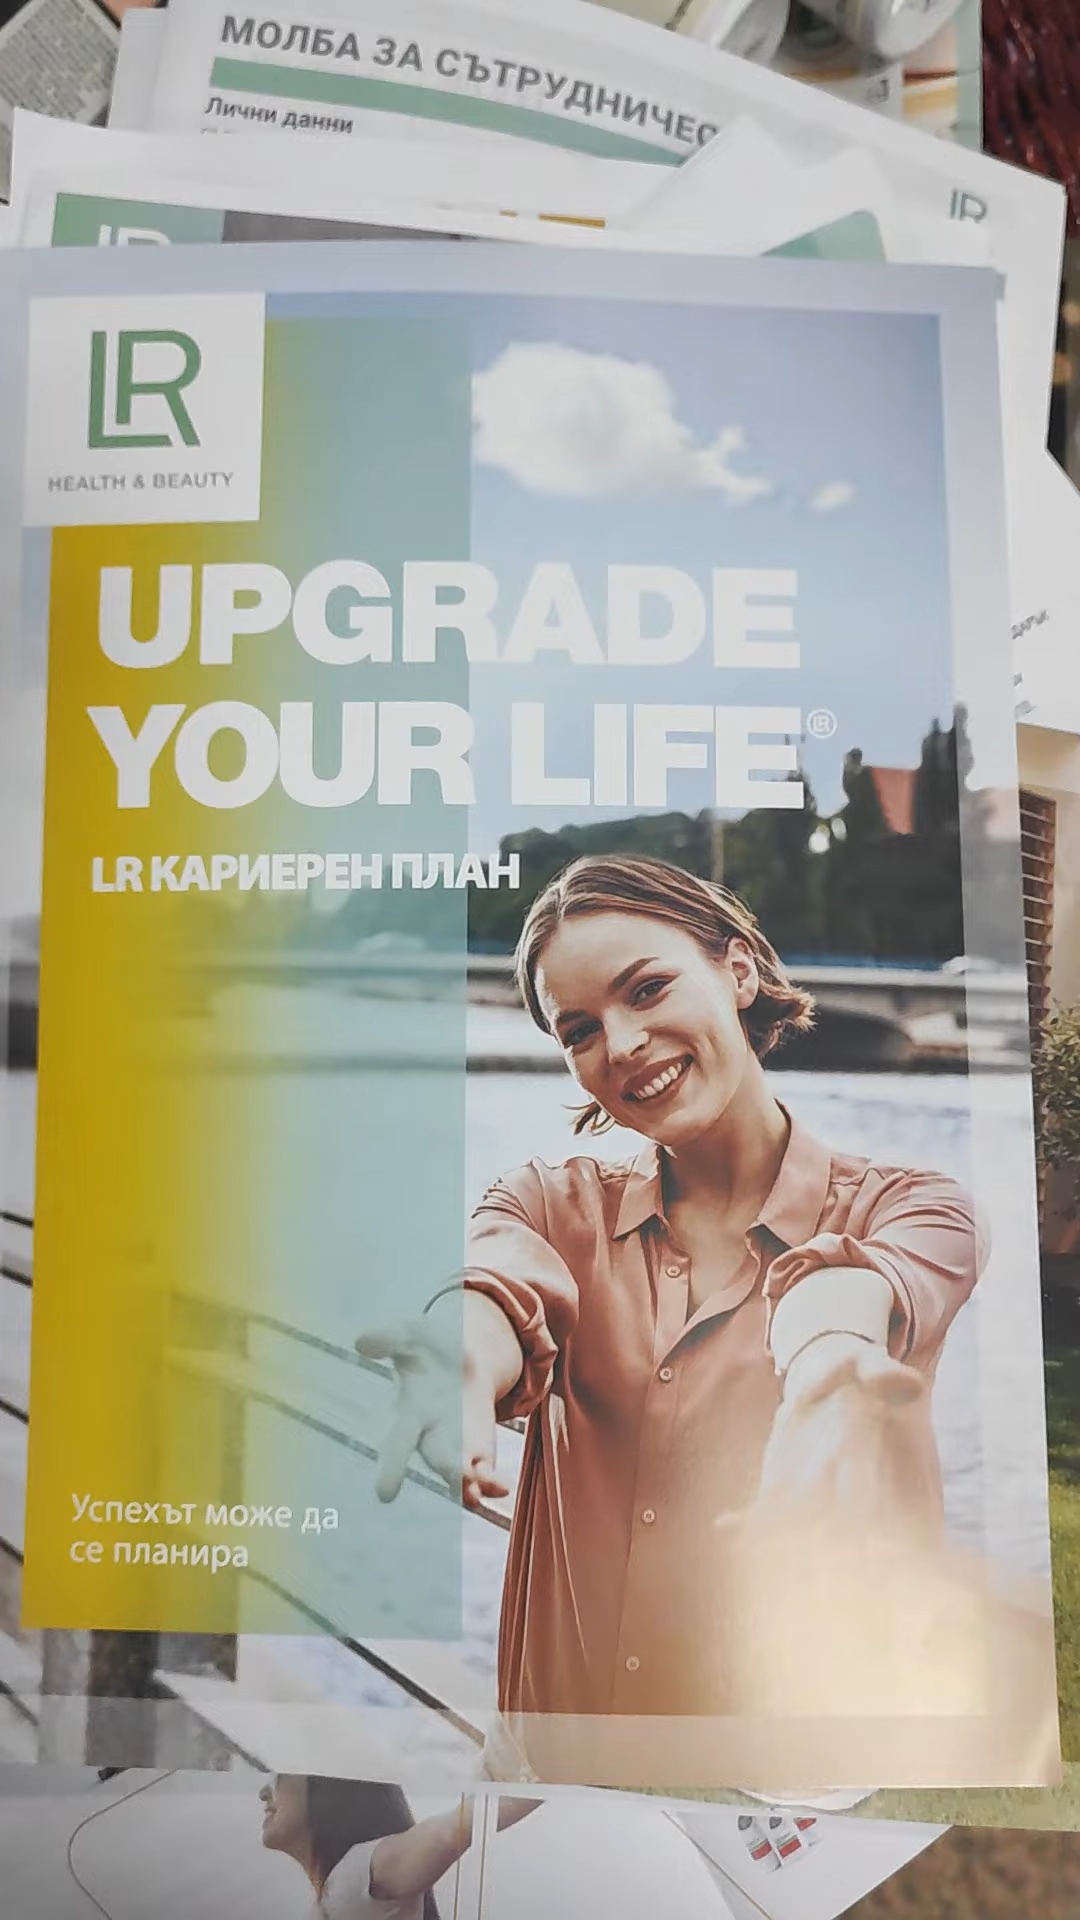 МОЛБА ЗА СЪТРУДНИЧЕС
Лични данни
LR
LR
LR
HEALTH & BEAUTY
UPGRADE
YOUR LIFE
LR КАРИЕРЕН ПЛАН
Успехът може да
се планира